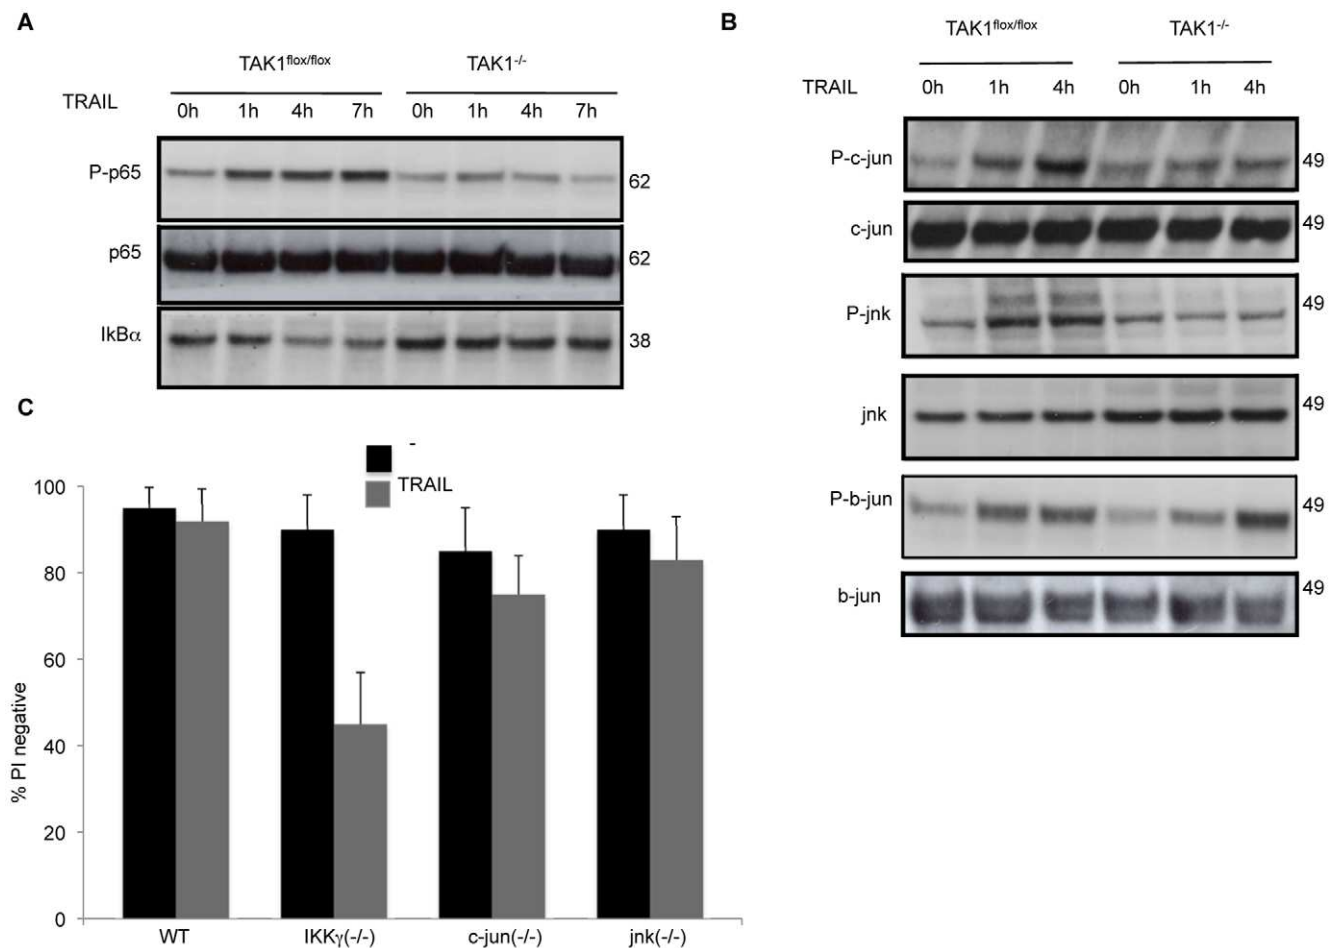 A
TAK1flox/flox TAK1-/-
TRAIL 0h 1h 4h 7h 0h 1h 4h 7h
P-p65 62
p65 62
IkBα 38
B
TAK1flox/flox TAK1-/-
TRAIL 0h 1h 4h 0h 1h 4h
P-c-jun 49
c-jun 49
P-jnk 49
jnk 49
P-b-jun 49
b-jun 49
C
-
TRAIL
% PI negative
100
80
60
40
20
0
WT IKKγ(-/-) c-jun(-/-) jnk(-/-)